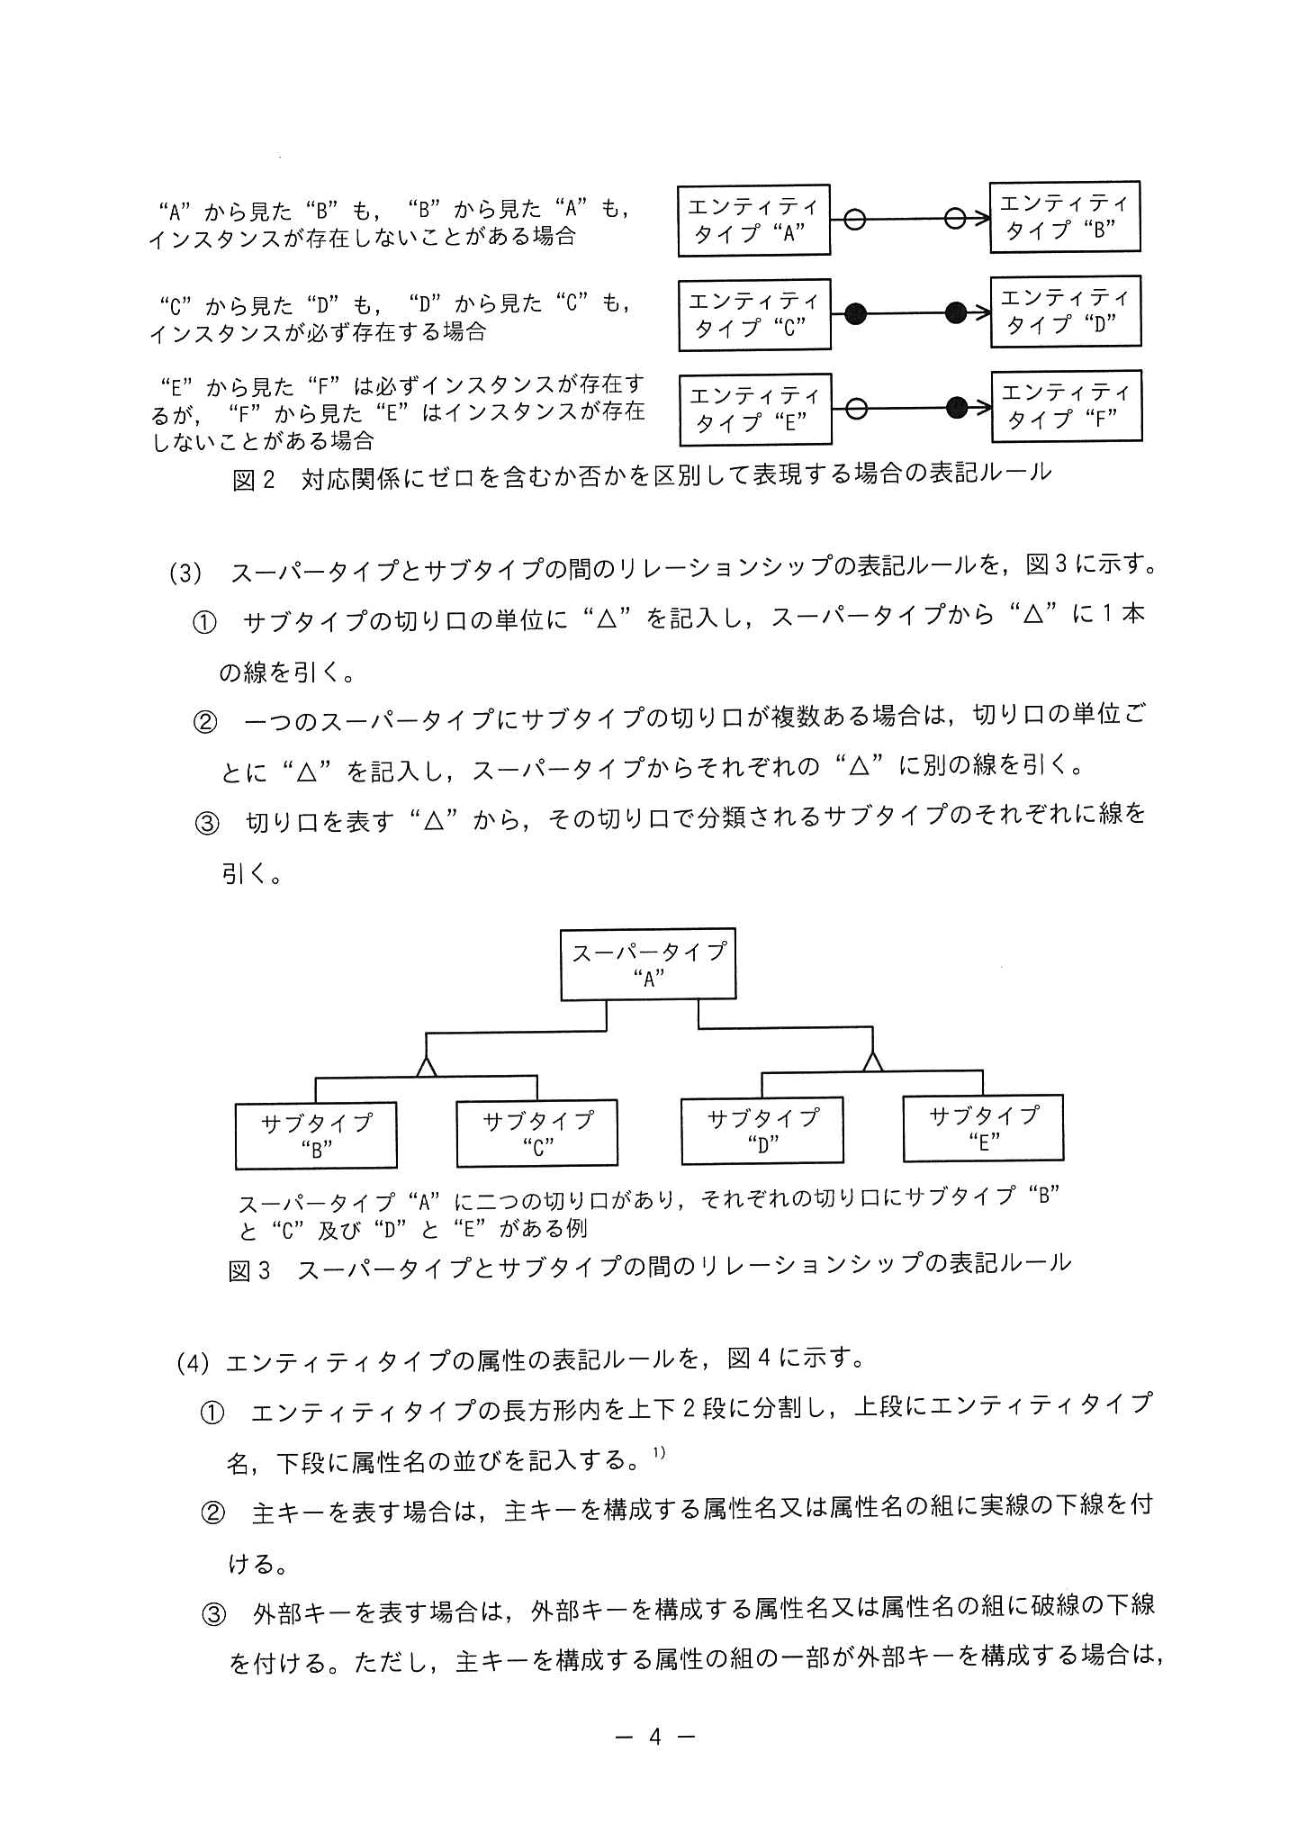 “A” から見た “B” も， “B” から見た “A” も，
インスタンスが存在しないことがある場合
エンティティ
タイプ “A”
エンティティ
タイプ “B”
“C” から見た “D” も， “D” から見た “C” も，
インスタンスが必ず存在する場合
エンティティ
タイプ “C”
エンティティ
タイプ “D”
“E” から見た “F” は必ずインスタンスが存在す
るが， “F” から見た “E” はインスタンスが存在
しないことがある場合
エンティティ
タイプ “E”
エンティティ
タイプ “F”
図2　対応関係にゼロを含むか否かを区別して表現する場合の表記ルール
(3)　スーパータイプとサブタイプの間のリレーションシップの表記ルールを，図3に示す。
①　サブタイプの切り口の単位に “△” を記入し，スーパータイプから “△” に1本
の線を引く。
②　一つのスーパータイプにサブタイプの切り口が複数ある場合は，切り口の単位ご
とに “△” を記入し，スーパータイプからそれぞれの “△” に別の線を引く。
③　切り口を表す “△” から，その切り口で分類されるサブタイプのそれぞれに線を
引く。
スーパータイプ
“A”
サブタイプ
“B”
サブタイプ
“C”
サブタイプ
“D”
サブタイプ
“E”
スーパータイプ “A” に二つの切り口があり，それぞれの切り口にサブタイプ “B”
と “C” 及び “D” と “E” がある例
図3　スーパータイプとサブタイプの間のリレーションシップの表記ルール
(4) エンティティタイプの属性の表記ルールを，図4に示す。
①　エンティティタイプの長方形内を上下2段に分割し，上段にエンティティタイプ
名，下段に属性名の並びを記入する。1)
②　主キーを表す場合は，主キーを構成する属性名又は属性名の組に実線の下線を付
ける。
③　外部キーを表す場合は，外部キーを構成する属性名又は属性名の組に破線の下線
を付ける。ただし，主キーを構成する属性の組の一部が外部キーを構成する場合は，
－ 4 －